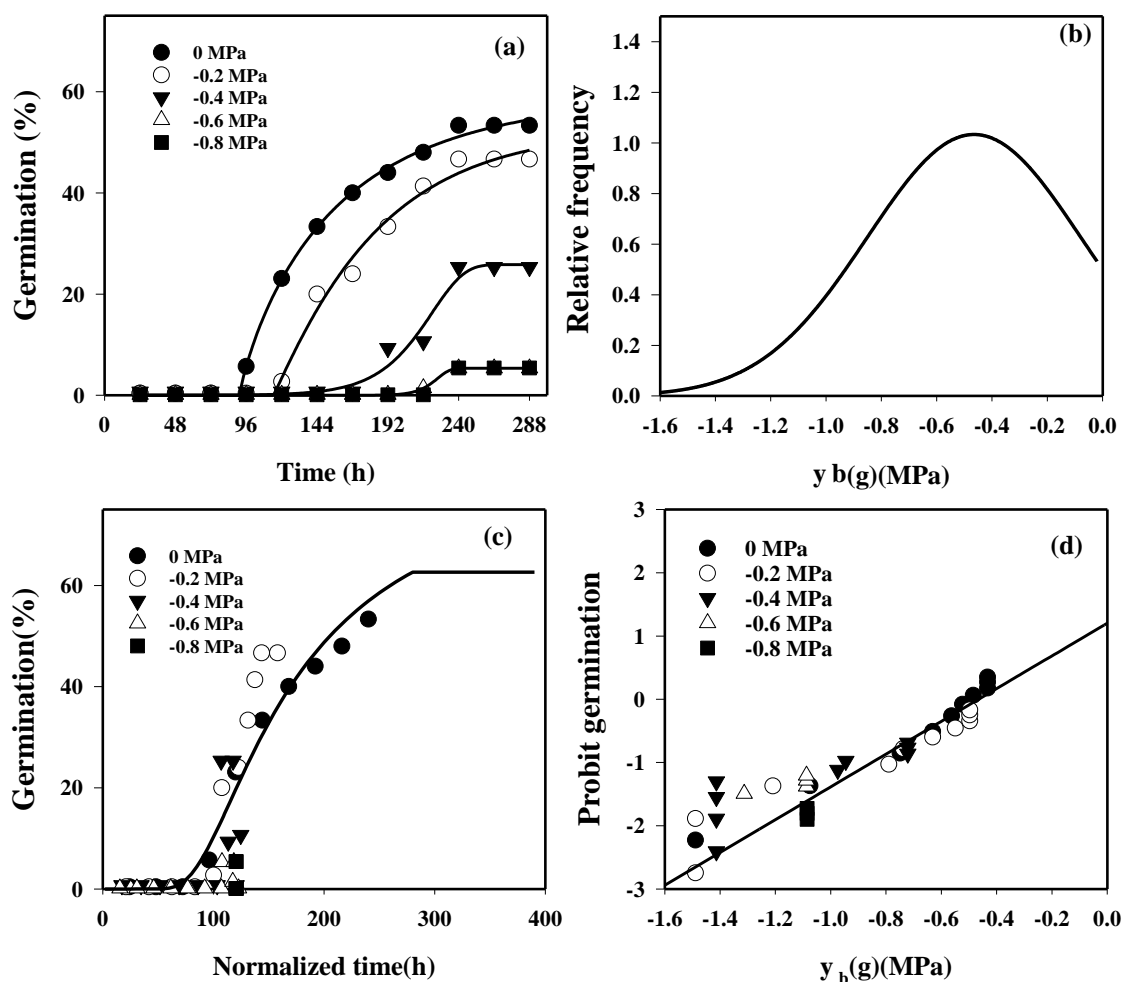 (a)
0 MPa
-0.2 MPa
-0.4 MPa
-0.6 MPa
-0.8 MPa
60
40
20
0
0 48 96 144 192 240 288
Germination (%)
Time (h)
(b)
1.4
1.2
1.0
0.8
0.6
0.4
0.2
0.0
-1.6 -1.4 -1.2 -1.0 -0.8 -0.6 -0.4 -0.2 0.0
Relative frequency
y b(g)(MPa)
(c)
0 MPa
-0.2 MPa
-0.4 MPa
-0.6 MPa
-0.8 MPa
60
40
20
0
0 100 200 300 400
Germination(%)
Normalized time(h)
(d)
0 MPa
-0.2 MPa
-0.4 MPa
-0.6 MPa
-0.8 MPa
3
2
1
0
-1
-2
-3
-1.6 -1.4 -1.2 -1.0 -0.8 -0.6 -0.4 -0.2 0.0
Probit germination
y b(g)(MPa)